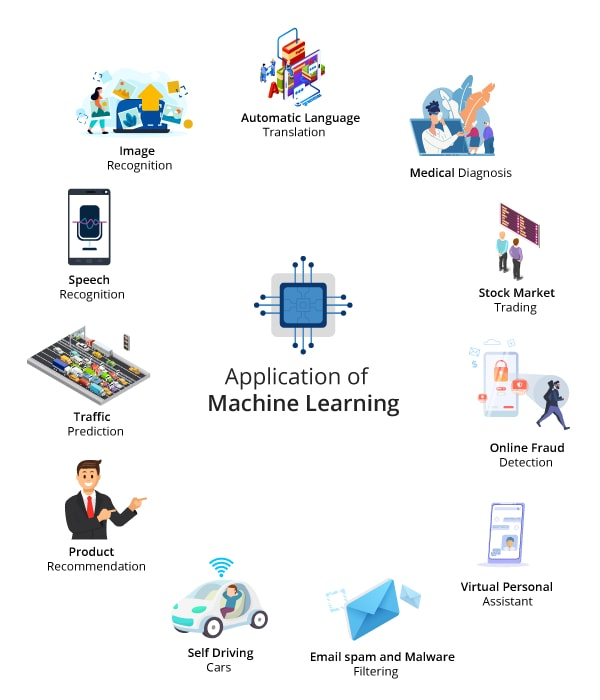 Automatic Language
Translation
Medical Diagnosis
Stock Market
Trading
Online Fraud
Detection
Virtual Personal
Assistant
Email spam and Malware
Filtering
Self Driving
Cars
Product
Recommendation
Traffic
Prediction
Speech
Recognition
Image
Recognition
Application of
Machine Learning